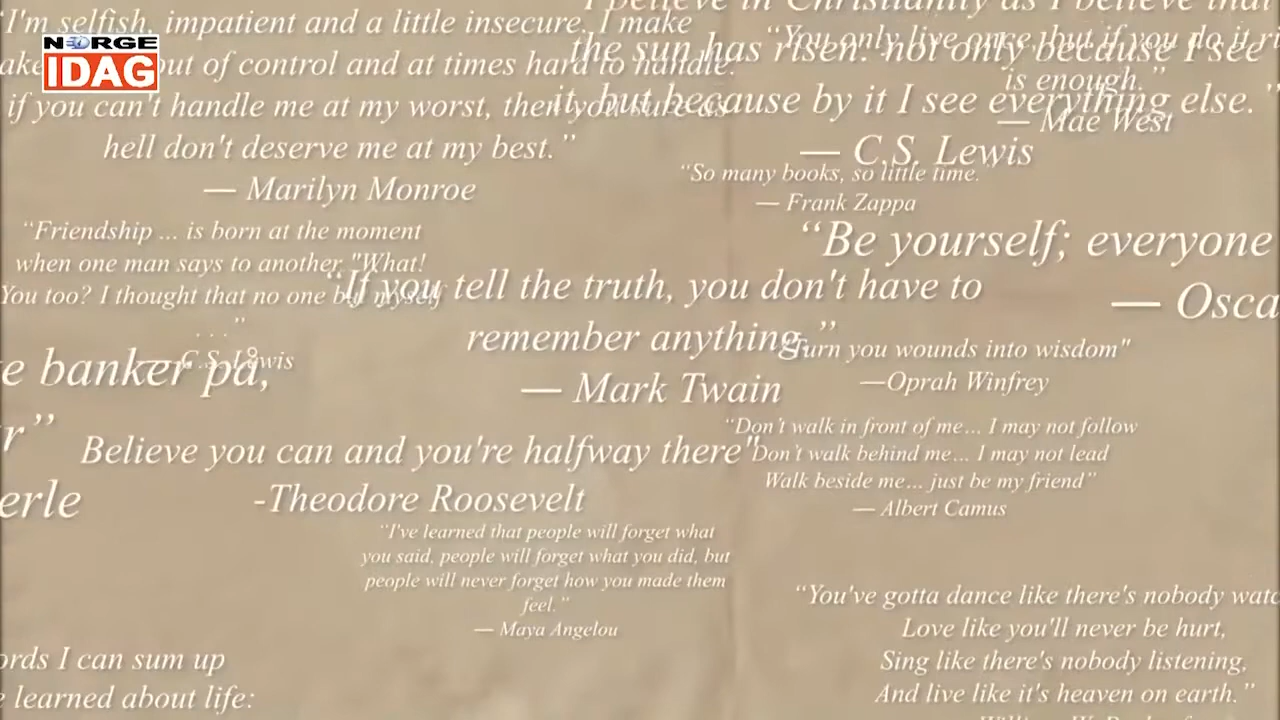 NORGE
IDAG
“I'm selfish, impatient and a little insecure. I make
out of control and at times hard to handle.
if you can't handle me at my worst, then you sure as
hell don't deserve me at my best.”
— Marilyn Monroe
I believe in Christianity as I believe that
the sun has risen: not only because I see
it, but because by it I see everything else.”
— C.S. Lewis
“You only live once, but if you do it ri
is enough.”
— Mae West
“So many books, so little time.”
— Frank Zappa
“Friendship ... is born at the moment
when one man says to another "What!
You too? I thought that no one but myself
. . .”
— C.S. Lewis
“Be yourself; everyone
— Osca
“If you tell the truth, you don't have to
remember anything.”
— Mark Twain
e banker på,
r”
erle
"Turn you wounds into wisdom"
—Oprah Winfrey
Believe you can and you're halfway there"
-Theodore Roosevelt
“Don’t walk in front of me… I may not follow
Don’t walk behind me… I may not lead
Walk beside me… just be my friend”
— Albert Camus
“I've learned that people will forget what
you said, people will forget what you did, but
people will never forget how you made them
feel.”
— Maya Angelou
“You've gotta dance like there's nobody watc
Love like you'll never be hurt,
Sing like there's nobody listening,
And live like it's heaven on earth.”
ords I can sum up
e learned about life: